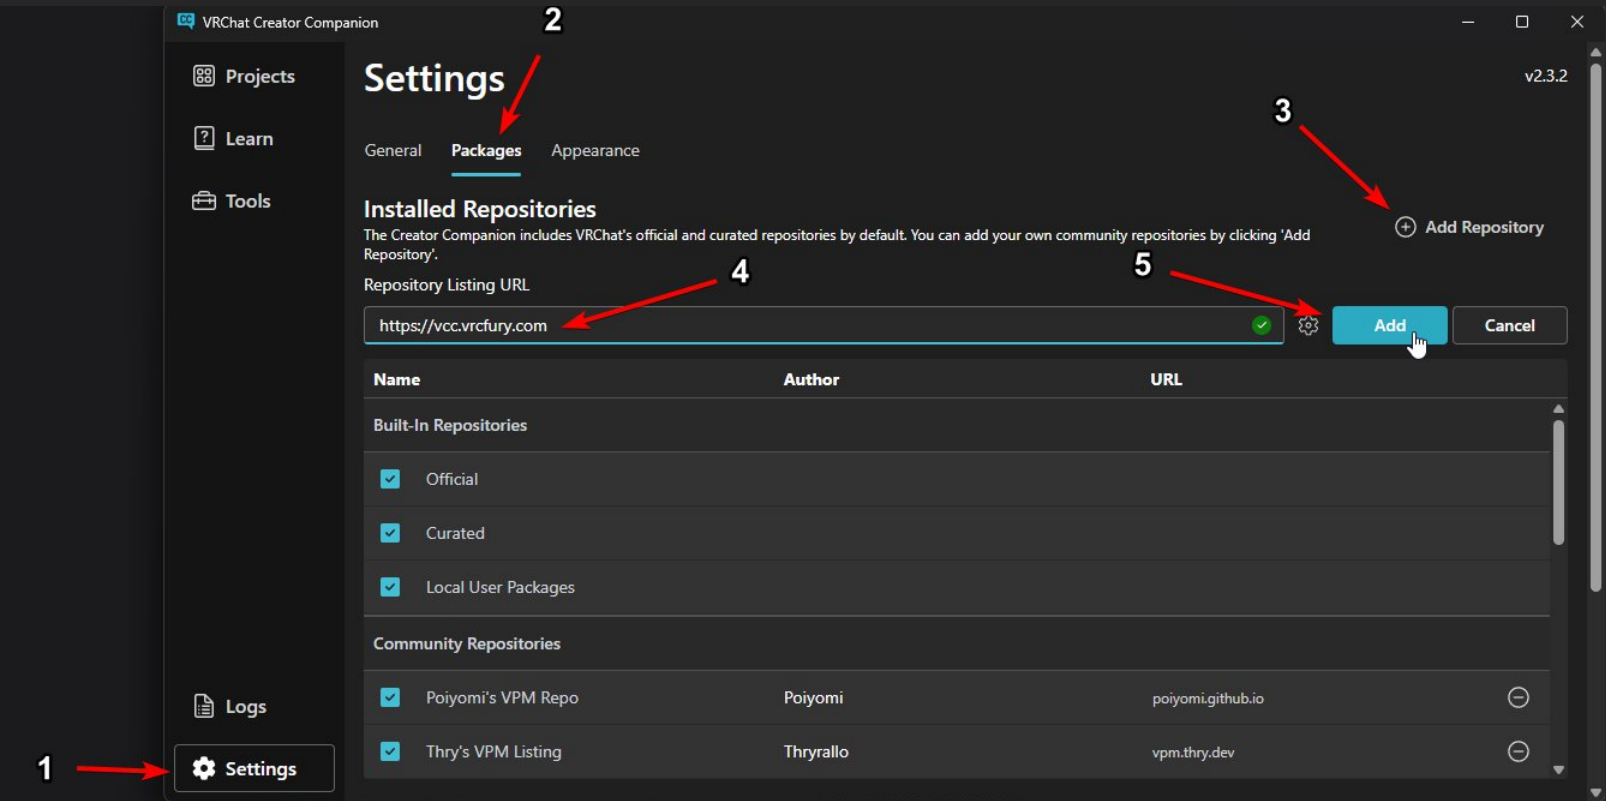 CC VRChat Creator Companion
2
Projects
Settings
v2.3.2
3
Learn
General Packages Appearance
Tools
Installed Repositories
The Creator Companion includes VRChat's official and curated repositories by default. You can add your own community repositories by clicking 'Add
Repository'.
Add Repository
4
5
Repository Listing URL
https://vcc.vrcfury.com
Add
Cancel
Name Author URL
Built-In Repositories
Official
Curated
Local User Packages
Community Repositories
Poiyomi's VPM Repo Poiyomi poiyomi.github.io
Thry's VPM Listing Thryrallo vpm.thry.dev
Logs
1
Settings